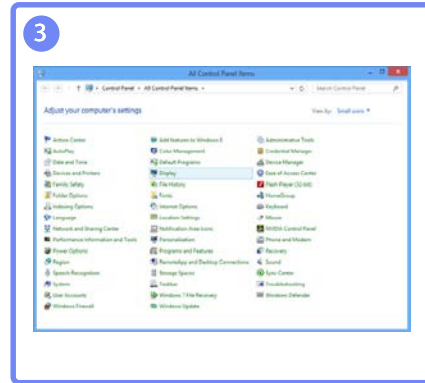 3
All Control Panel Items
Control Panel › All Control Panel Items ›
Search Control Panel
Adjust your computer's settings
View by: Small icons
Action Center
Add features to Windows 8
Administrative Tools
AutoPlay
Color Management
Credential Manager
Date and Time
Default Programs
Device Manager
Devices and Printers
Display
Ease of Access Center
Family Safety
File History
Flash Player (32-bit)
Folder Options
Fonts
HomeGroup
Indexing Options
Internet Options
Keyboard
Language
Location Settings
Mouse
Network and Sharing Center
Notification Area Icons
NVIDIA Control Panel
Performance Information and Tools
Personalization
Phone and Modem
Power Options
Programs and Features
Recovery
Region
RemoteApp and Desktop Connections
Sound
Speech Recognition
Storage Spaces
Sync Center
System
Taskbar
Troubleshooting
User Accounts
Windows 7 File Recovery
Windows Defender
Windows Firewall
Windows Update